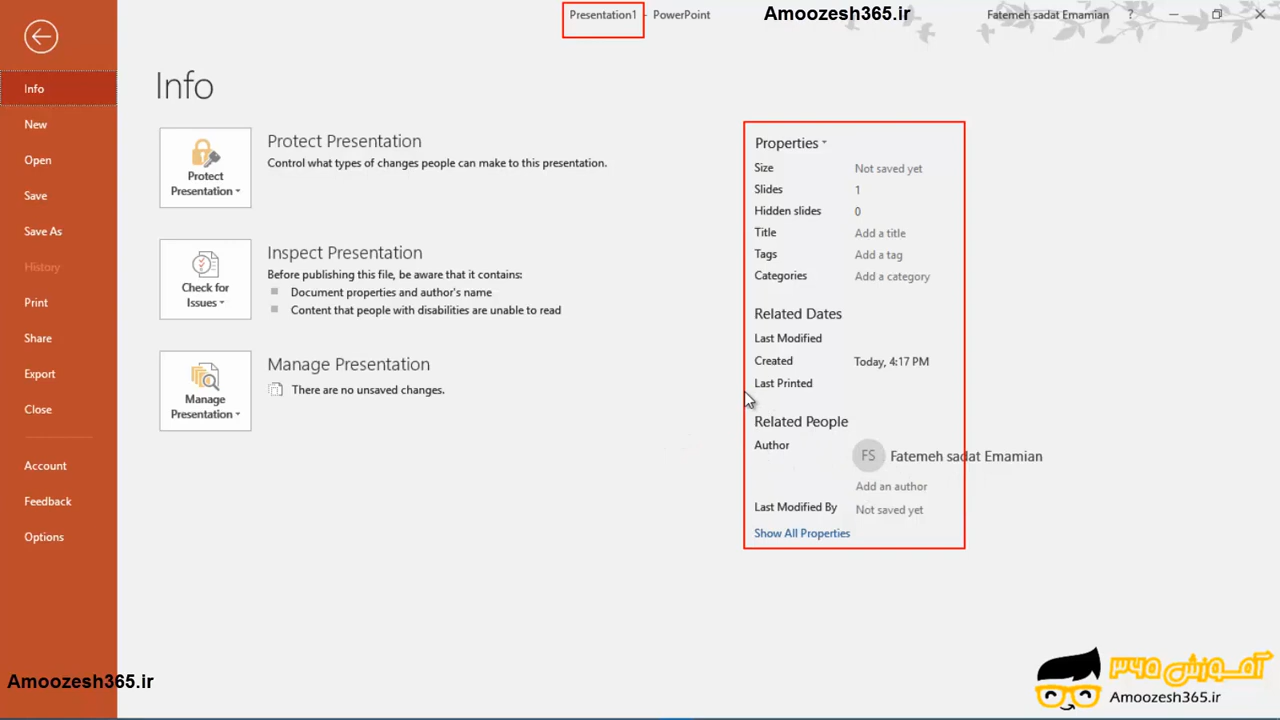 Presentation1 - PowerPoint
Amoozesh365.ir
Fatemeh sadat Emamian
?
Info
New
Open
Save
Save As
History
Print
Share
Export
Close
Account
Feedback
Options
Info
Protect Presentation
Protect Presentation
Control what types of changes people can make to this presentation.
Check for Issues
Inspect Presentation
Before publishing this file, be aware that it contains:
Document properties and author's name
Content that people with disabilities are unable to read
Manage Presentation
Manage Presentation
There are no unsaved changes.
Properties
Size Not saved yet
Slides 1
Hidden slides 0
Title Add a title
Tags Add a tag
Categories Add a category
Related Dates
Last Modified
Created Today, 4:17 PM
Last Printed
Related People
Author FS Fatemeh sadat Emamian
Add an author
Last Modified By Not saved yet
Show All Properties
Amoozesh365.ir
آموزش ۳۶۵
Amoozesh365.ir